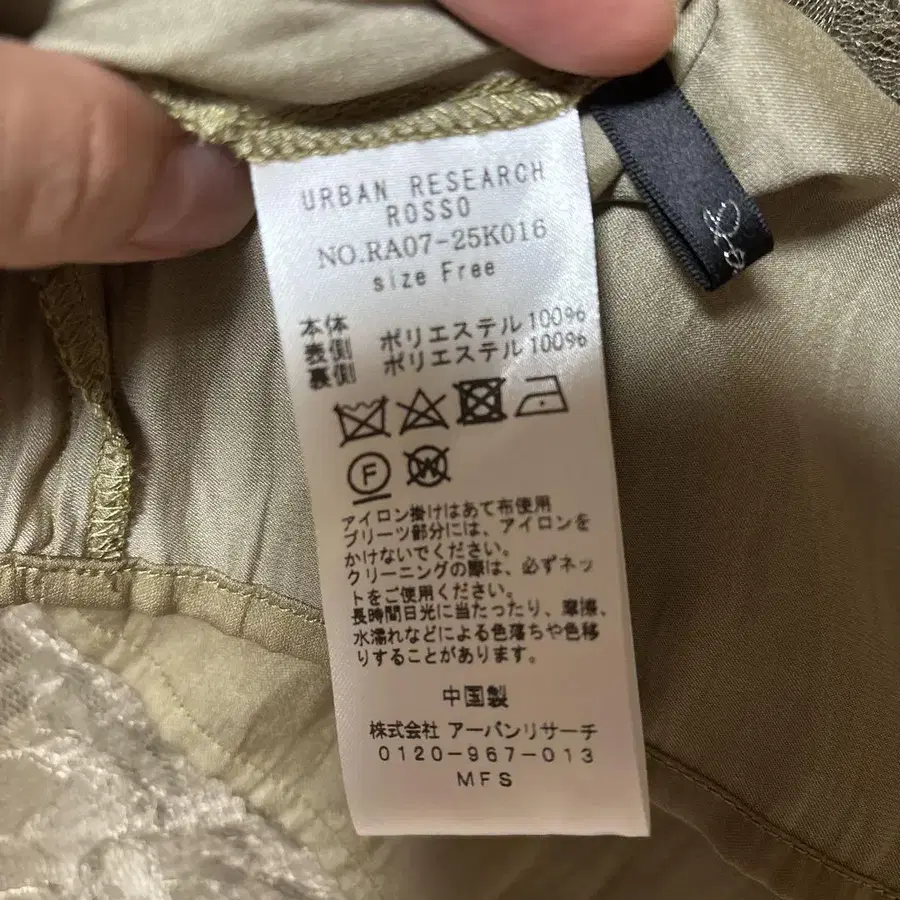 URBAN RESEARCH
ROSSO
NO.RA07-25K016
size Free
本体
表側 ポリエステル100%
裏側 ポリエステル100%
F W
アイロン掛けはあて布使用
プリーツ部分には、アイロンを
かけないでください。
クリーニングの際は、必ずネッ
トをご使用ください。
長時間日光に当たったり、摩擦、
水濡れなどによる色落ちや色移
りすることがあります。
中国製
株式会社 アーバンリサーチ
0120-967-013
MFS